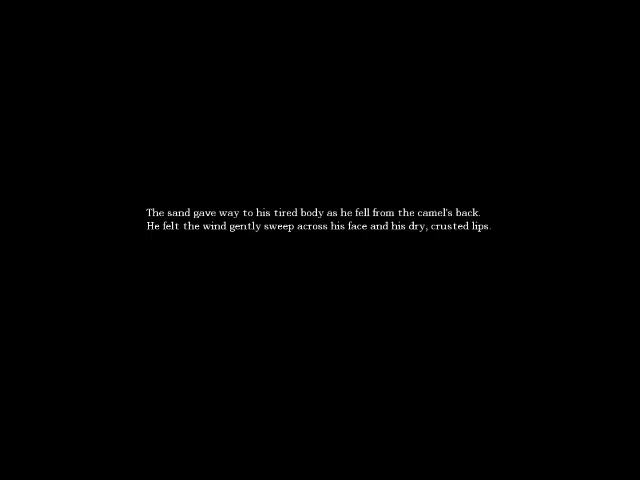 The sand gave way to his tired body as he fell from the camel's back.
He felt the wind gently sweep across his face and his dry, crusted lips.